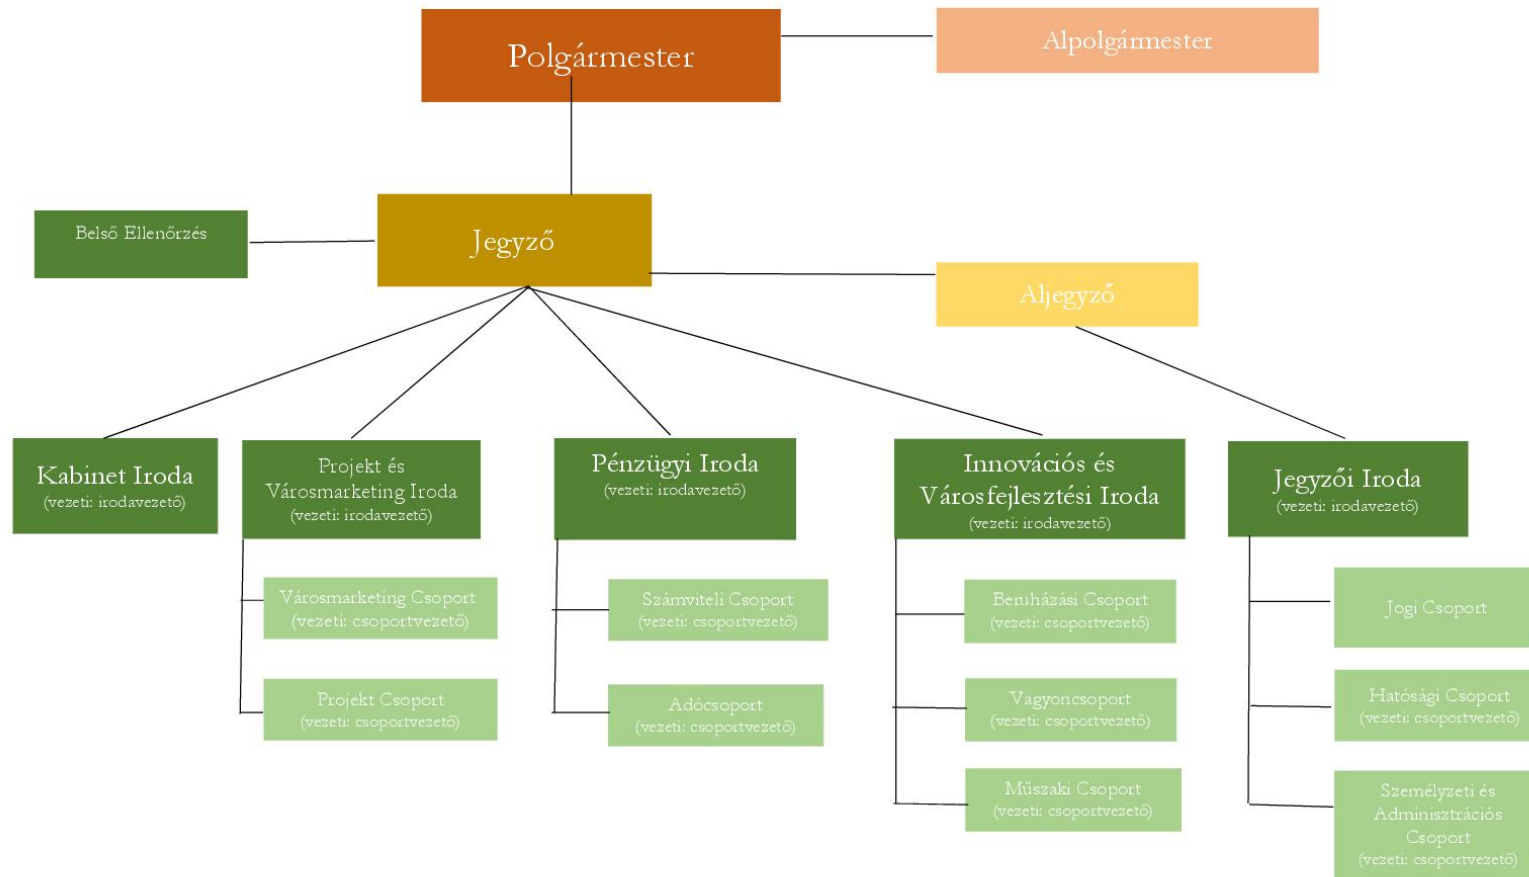 Polgármester
Alpolgármester
Belső Ellenőrzés
Jegyző
Aljegyző
Kabinet Iroda
(vezeti: irodavezető)
Projekt és
Városmarketing Iroda
(vezeti: irodavezető)
Pénzügyi Iroda
(vezeti: irodavezető)
Innovációs és
Városfejlesztési Iroda
(vezeti: irodavezető)
Jegyzői Iroda
(vezeti: irodavezető)
Városmarketing Csoport
(vezeti: csoportvezető)
Projekt Csoport
(vezeti: csoportvezető)
Számviteli Csoport
(vezeti: csoportvezető)
Adócsoport
(vezeti: csoportvezető)
Beruházási Csoport
(vezeti: csoportvezető)
Vagyoncsoport
(vezeti: csoportvezető)
Műszaki Csoport
(vezeti: csoportvezető)
Jogi Csoport
Hatósági Csoport
(vezeti: csoportvezető)
Személyzeti és
Adminisztrációs
Csoport
(vezeti: csoportvezető)